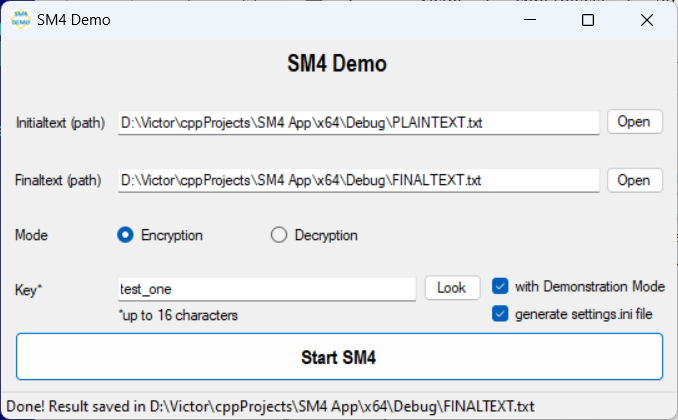 SM4 Demo
SM4 Demo
Initialtext (path) D:\Victor\cppProjects\SM4 App\x64\Debug\PLAINTEXT.txt Open
Finaltext (path) D:\Victor\cppProjects\SM4 App\x64\Debug\FINALTEXT.txt Open
Mode Encryption Decryption
Key* test_one Look with Demonstration Mode
*up to 16 characters generate settings.ini file
Start SM4
Done! Result saved in D:\Victor\cppProjects\SM4 App\x64\Debug\FINALTEXT.txt